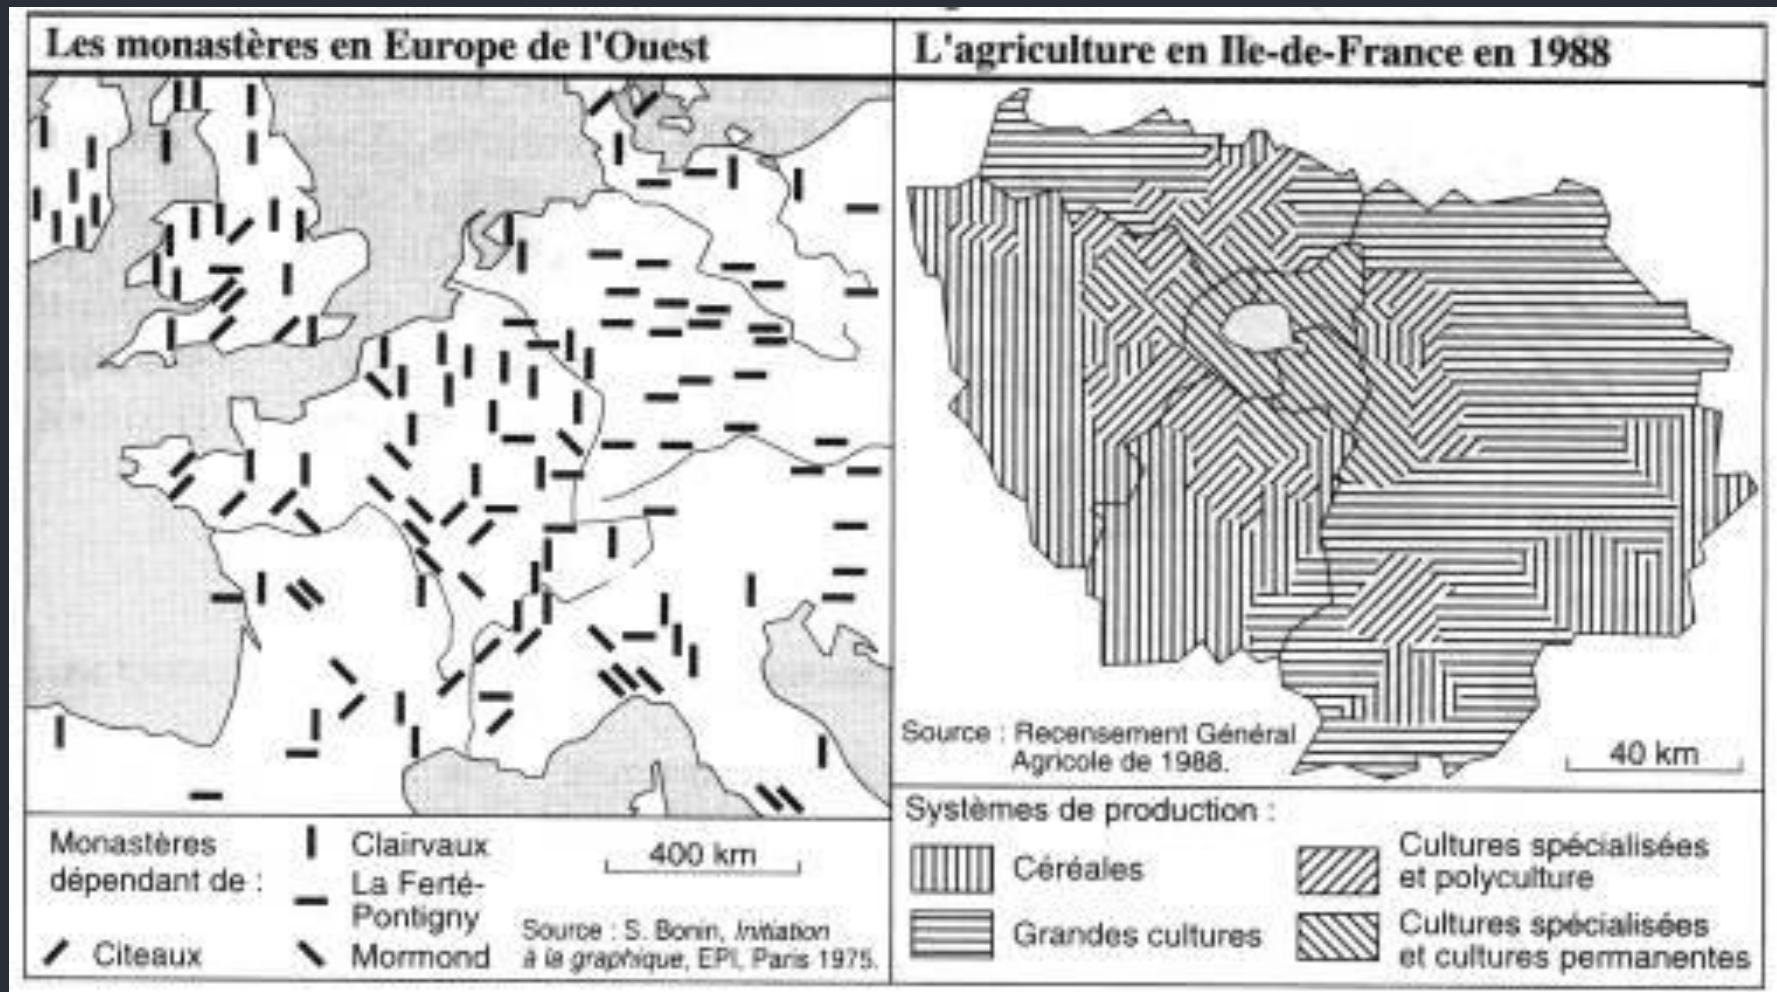 Les monastères en Europe de l'Ouest
Monastères
dépendant de :
Citeaux
Clairvaux
La Ferté-
Pontigny
Mormond
400 km
Source : S. Bonin, Initiation
à la graphique, EPI, Paris 1975.
L'agriculture en Ile-de-France en 1988
Source : Recensement Général
Agricole de 1988.
40 km
Systèmes de production :
Céréales
Grandes cultures
Cultures spécialisées
et polyculture
Cultures spécialisées
et cultures permanentes